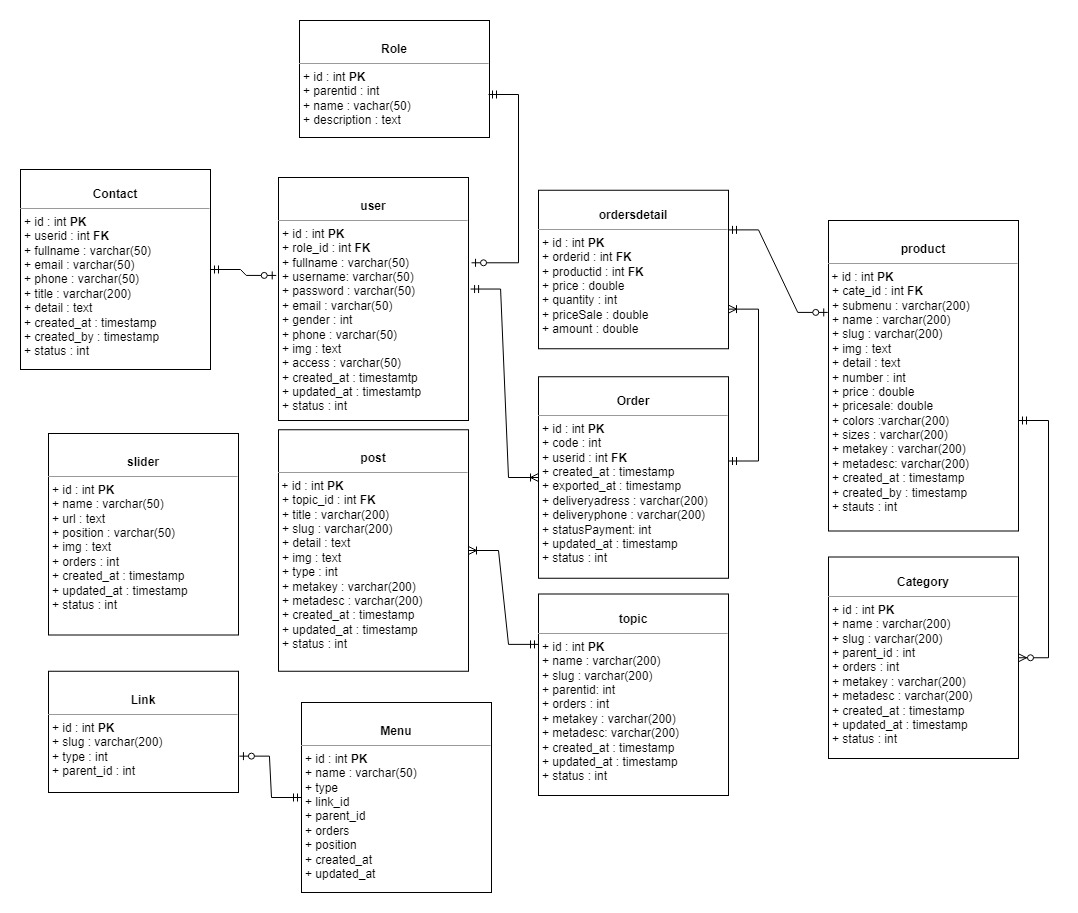 Role
+ id : int PK
+ parentid : int
+ name : vachar(50)
+ description : text
Contact
+ id : int PK
+ userid : int FK
+ fullname : varchar(50)
+ email : varchar(50)
+ phone : varchar(50)
+ title : varchar(200)
+ detail : text
+ created_at : timestamp
+ created_by : timestamp
+ status : int
user
+ id : int PK
+ role_id : int FK
+ fullname : varchar(50)
+ username: varchar(50)
+ password : varchar(50)
+ email : varchar(50)
+ gender : int
+ phone : varchar(50)
+ img : text
+ access : varchar(50)
+ created_at : timestamtp
+ updated_at : timestamtp
+ status : int
ordersdetail
+ id : int PK
+ orderid : int FK
+ productid : int FK
+ price : double
+ quantity : int
+ priceSale : double
+ amount : double
product
+ id : int PK
+ cate_id : int FK
+ submenu : varchar(200)
+ name : varchar(200)
+ slug : varchar(200)
+ img : text
+ detail : text
+ number : int
+ price : double
+ pricesale: double
+ colors :varchar(200)
+ sizes : varchar(200)
+ metakey : varchar(200)
+ metadesc: varchar(200)
+ created_at : timestamp
+ created_by : timestamp
+ stauts : int
Order
+ id : int PK
+ code : int
+ userid : int FK
+ created_at : timestamp
+ exported_at : timestamp
+ deliveryadress : varchar(200)
+ deliveryphone : varchar(200)
+ statusPayment: int
+ updated_at : timestamp
+ status : int
slider
+ id : int PK
+ name : varchar(50)
+ url : text
+ position : varchar(50)
+ img : text
+ orders : int
+ created_at : timestamp
+ updated_at : timestamp
+ status : int
post
+ id : int PK
+ topic_id : int FK
+ title : varchar(200)
+ slug : varchar(200)
+ detail : text
+ img : text
+ type : int
+ metakey : varchar(200)
+ metadesc : varchar(200)
+ created_at : timestamp
+ updated_at : timestamp
+ status : int
topic
+ id : int PK
+ name : varchar(200)
+ slug : varchar(200)
+ parentid: int
+ orders : int
+ metakey : varchar(200)
+ metadesc: varchar(200)
+ created_at : timestamp
+ updated_at : timestamp
+ status : int
Category
+ id : int PK
+ name : varchar(200)
+ slug : varchar(200)
+ parent_id : int
+ orders : int
+ metakey : varchar(200)
+ metadesc : varchar(200)
+ created_at : timestamp
+ updated_at : timestamp
+ status : int
Link
+ id : int PK
+ slug : varchar(200)
+ type : int
+ parent_id : int
Menu
+ id : int PK
+ name : varchar(50)
+ type
+ link_id
+ parent_id
+ orders
+ position
+ created_at
+ updated_at